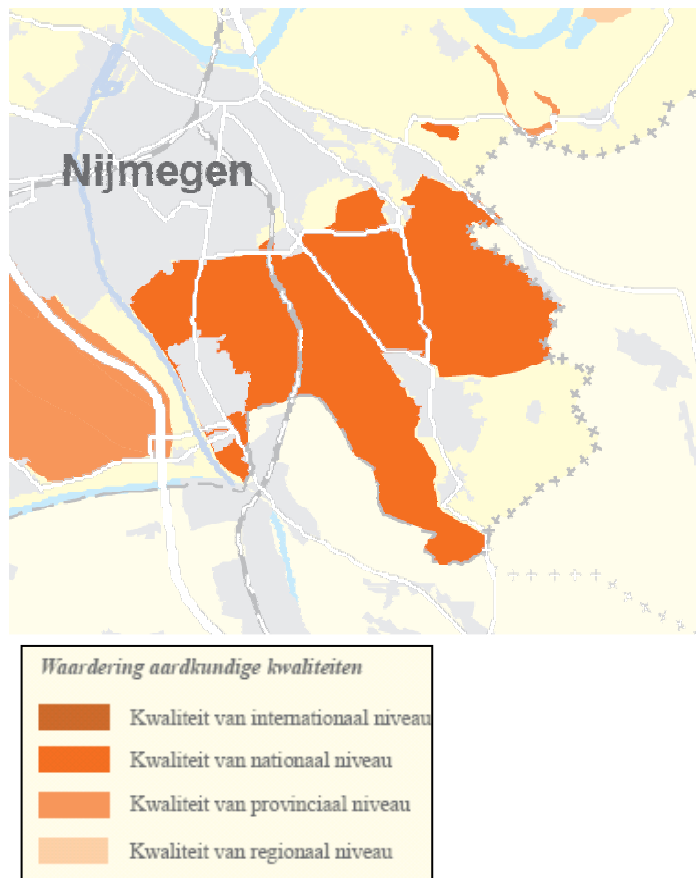 Nijmegen
Waardering aardkundige kwaliteiten
Kwaliteit van internationaal niveau
Kwaliteit van nationaal niveau
Kwaliteit van provinciaal niveau
Kwaliteit van regionaal niveau